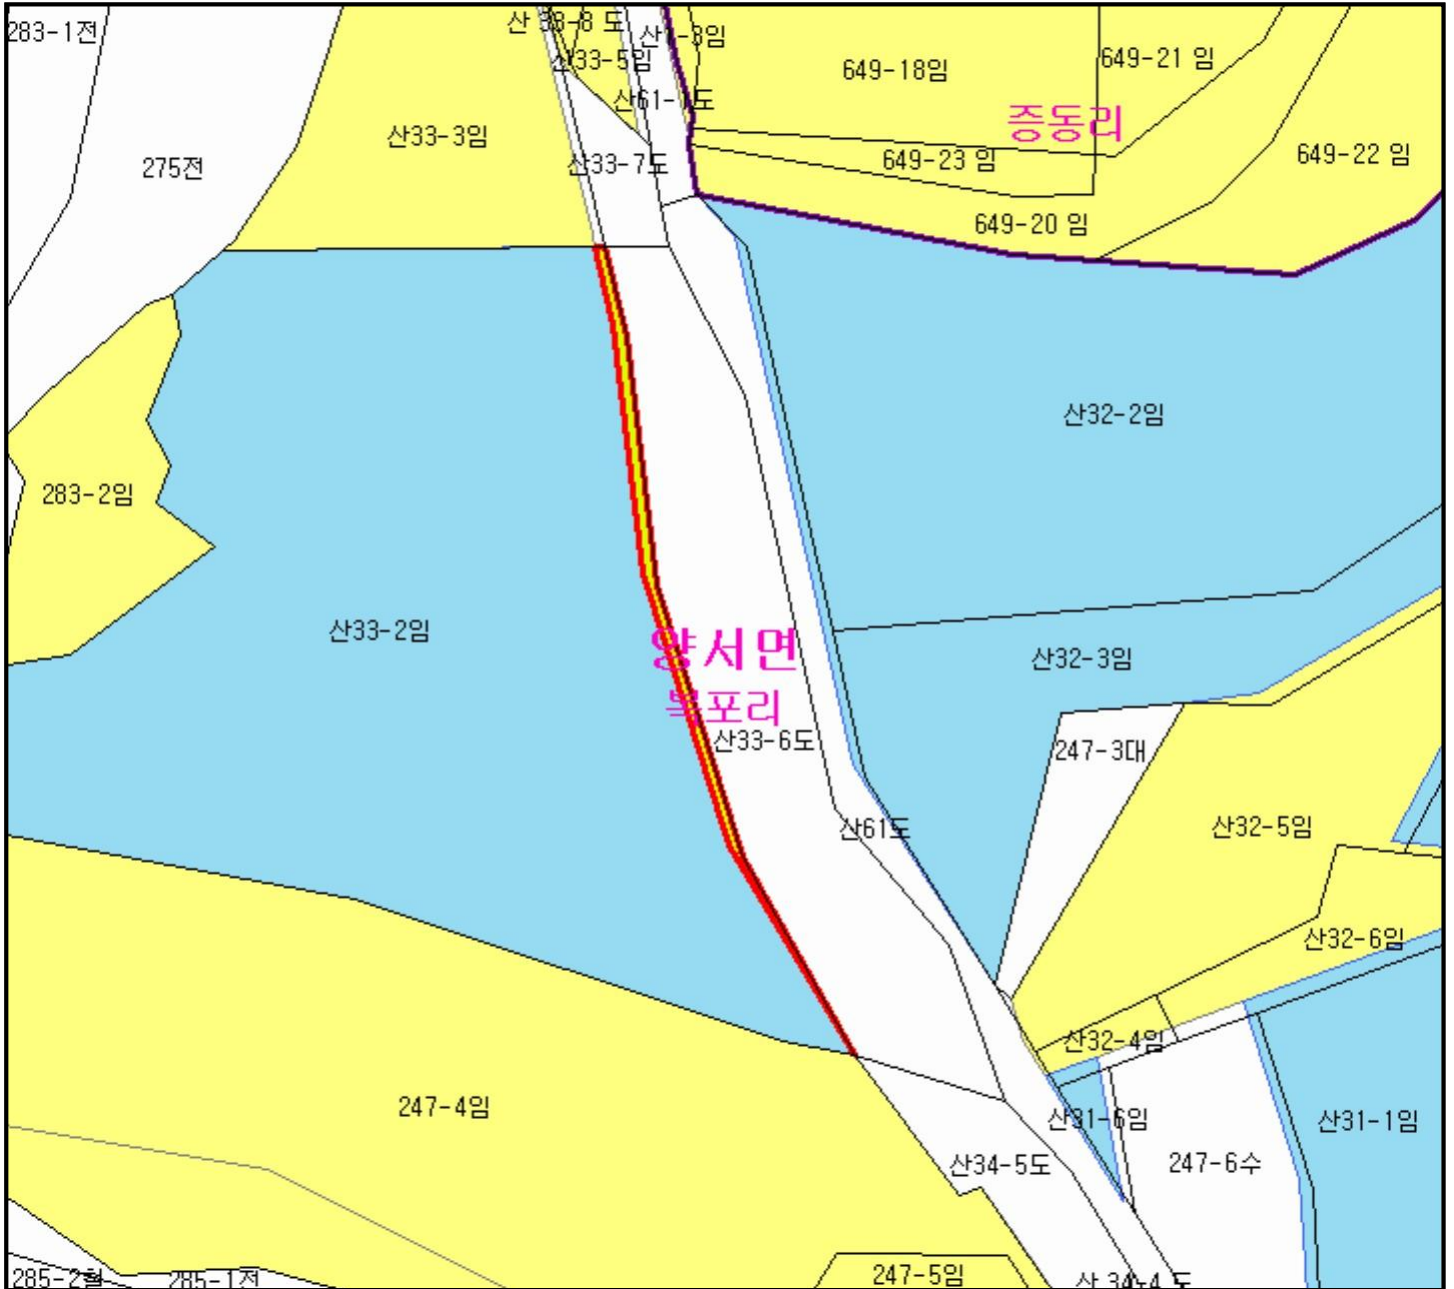 283-1전
산 33-8 도
산1-3임
산33-5임
649-18임
649-21 임
산61-1도
증동리
산33-3임
275전
산33-7도
649-23 임
649-22 임
649-20 임
산32-2임
283-2임
산33-2임
양서면
산32-3임
복포리
산33-6도
247-3대
산61도
산32-5임
산32-6임
산32-4임
247-4임
산31-6임
산31-1임
산34-5도
247-6수
285-1전
247-5임
산 34-4 도